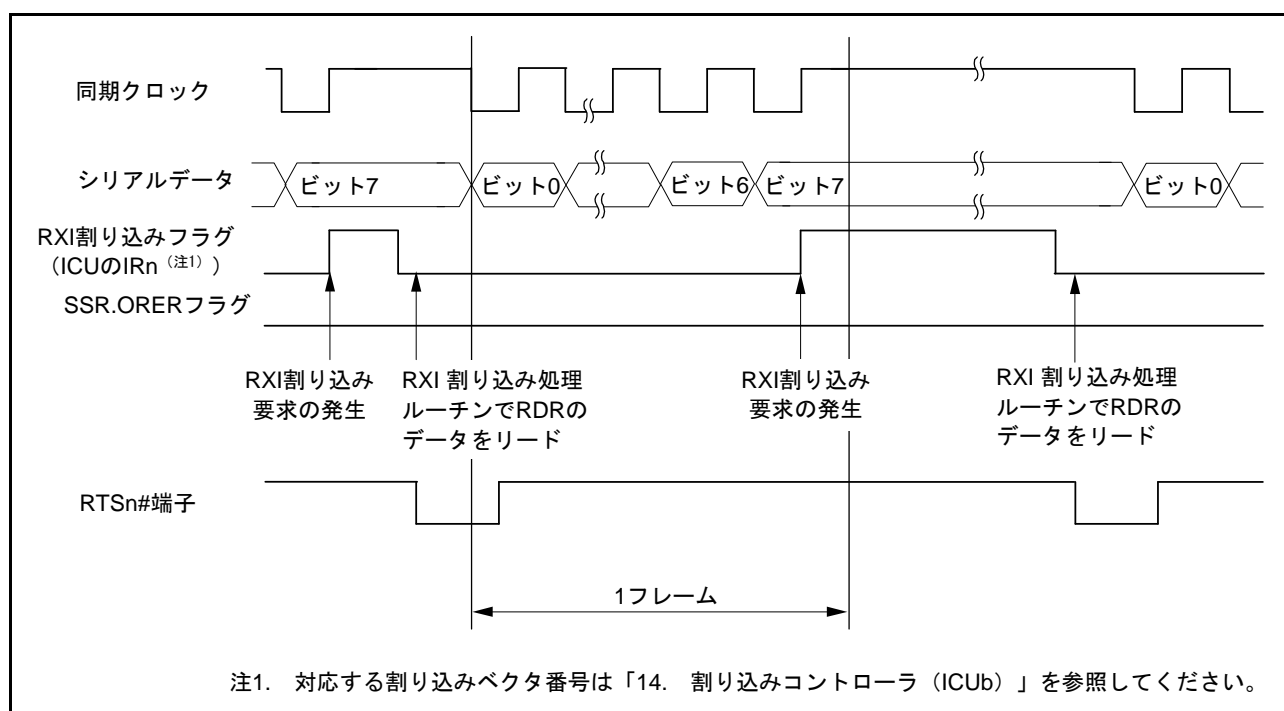 同期クロック
シリアルデータ
ビット7
ビット0
ビット6
ビット7
ビット0
RXI割り込みフラグ
（ICUのIRn（注1））
SSR.ORERフラグ
RXI割り込み
要求の発生
RXI 割り込み処理
ルーチンでRDRの
データをリード
RXI割り込み
要求の発生
RXI 割り込み処理
ルーチンでRDRの
データをリード
RTSn#端子
1フレーム
注1. 対応する割り込みベクタ番号は「14. 割り込みコントローラ（ICUb）」を参照してください。